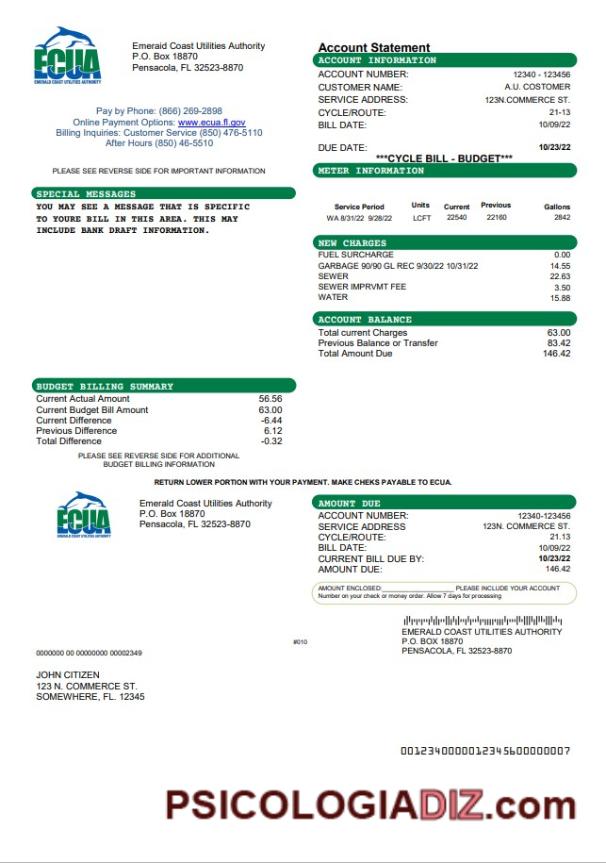 ECUA
EMERALD COAST UTILITIES AUTHORITY
Emerald Coast Utilities Authority
P.O. Box 18870
Pensacola, FL 32523-8870
Pay by Phone: (866) 269-2898
Online Payment Options: www.ecua.fl.gov
Billing Inquiries: Customer Service (850) 476-5110
After Hours (850) 46-5510
PLEASE SEE REVERSE SIDE FOR IMPORTANT INFORMATION
Account Statement
ACCOUNT INFORMATION
ACCOUNT NUMBER: 12340 - 123456
CUSTOMER NAME: A.U. COSTOMER
SERVICE ADDRESS: 123N.COMMERCE ST.
CYCLE/ROUTE: 21-13
BILL DATE: 10/09/22
DUE DATE: 10/23/22
***CYCLE BILL - BUDGET***
METER INFORMATION
Service Period Units Current Previous Gallons
WA 8/31/22 9/28/22 LCFT 22540 22160 2842
SPECIAL MESSAGES
YOU MAY SEE A MESSAGE THAT IS SPECIFIC
TO YOURE BILL IN THIS AREA. THIS MAY
INCLUDE BANK DRAFT INFORMATION.
NEW CHARGES
FUEL SURCHARGE 0.00
GARBAGE 90/90 GL REC 9/30/22 10/31/22 14.55
SEWER 22.63
SEWER IMPRVMT FEE 3.50
WATER 15.88
ACCOUNT BALANCE
Total current Charges 63.00
Previous Balance or Transfer 83.42
Total Amount Due 146.42
BUDGET BILLING SUMMARY
Current Actual Amount 56.56
Current Budget Bill Amount 63.00
Current Difference -6.44
Previous Difference 6.12
Total Difference -0.32
PLEASE SEE REVERSE SIDE FOR ADDITIONAL
BUDGET BILLING INFORMATION
RETURN LOWER PORTION WITH YOUR PAYMENT. MAKE CHEKS PAYABLE TO ECUA.
ECUA
EMERALD COAST UTILITIES AUTHORITY
Emerald Coast Utilities Authority
P.O. Box 18870
Pensacola, FL 32523-8870
AMOUNT DUE
ACCOUNT NUMBER: 12340-123456
SERVICE ADDRESS 123N. COMMERCE ST.
CYCLE/ROUTE: 21.13
BILL DATE: 10/09/22
CURRENT BILL DUE BY: 10/23/22
AMOUNT DUE: 146.42
AMOUNT ENCLOSED:____________________ PLEASE INCLUDE YOUR ACCOUNT
Number on your check or money order. Allow 7 days for processing
EMERALD COAST UTILITIES AUTHORITY
P.O. BOX 18870
PENSACOLA, FL 32523-8870
#010
0000000 00 00000000 00002349
JOHN CITIZEN
123 N. COMMERCE ST.
SOMEWHERE, FL. 12345
0012340000012345600000007
PSICOLOGIADIZ.com